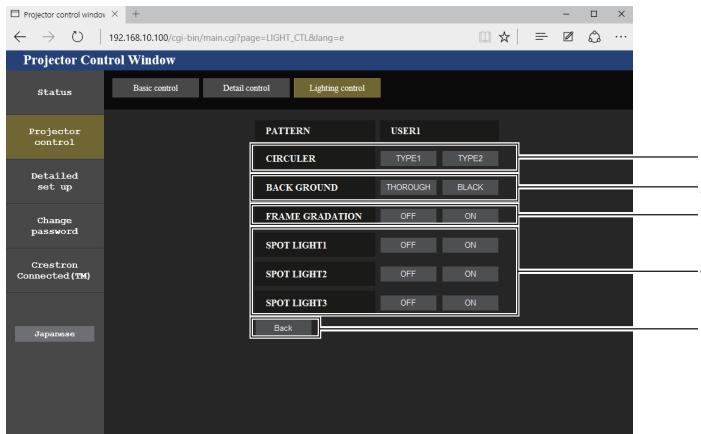 Projector control window
192.168.10.100/cgi-bin/main.cgi?page=LIGHT_CTL&lang=e
Projector Control Window
Status
Projector
control
Detailed
set up
Change
password
Crestron
Connected(TM)
Japanese
Basic control Detail control Lighting control
PATTERN USER1
CIRCULER TYPE1 TYPE2
BACK GROUND THOROUGH BLACK
FRAME GRADATION OFF ON
SPOT LIGHT1 OFF ON
SPOT LIGHT2 OFF ON
SPOT LIGHT3 OFF ON
Back